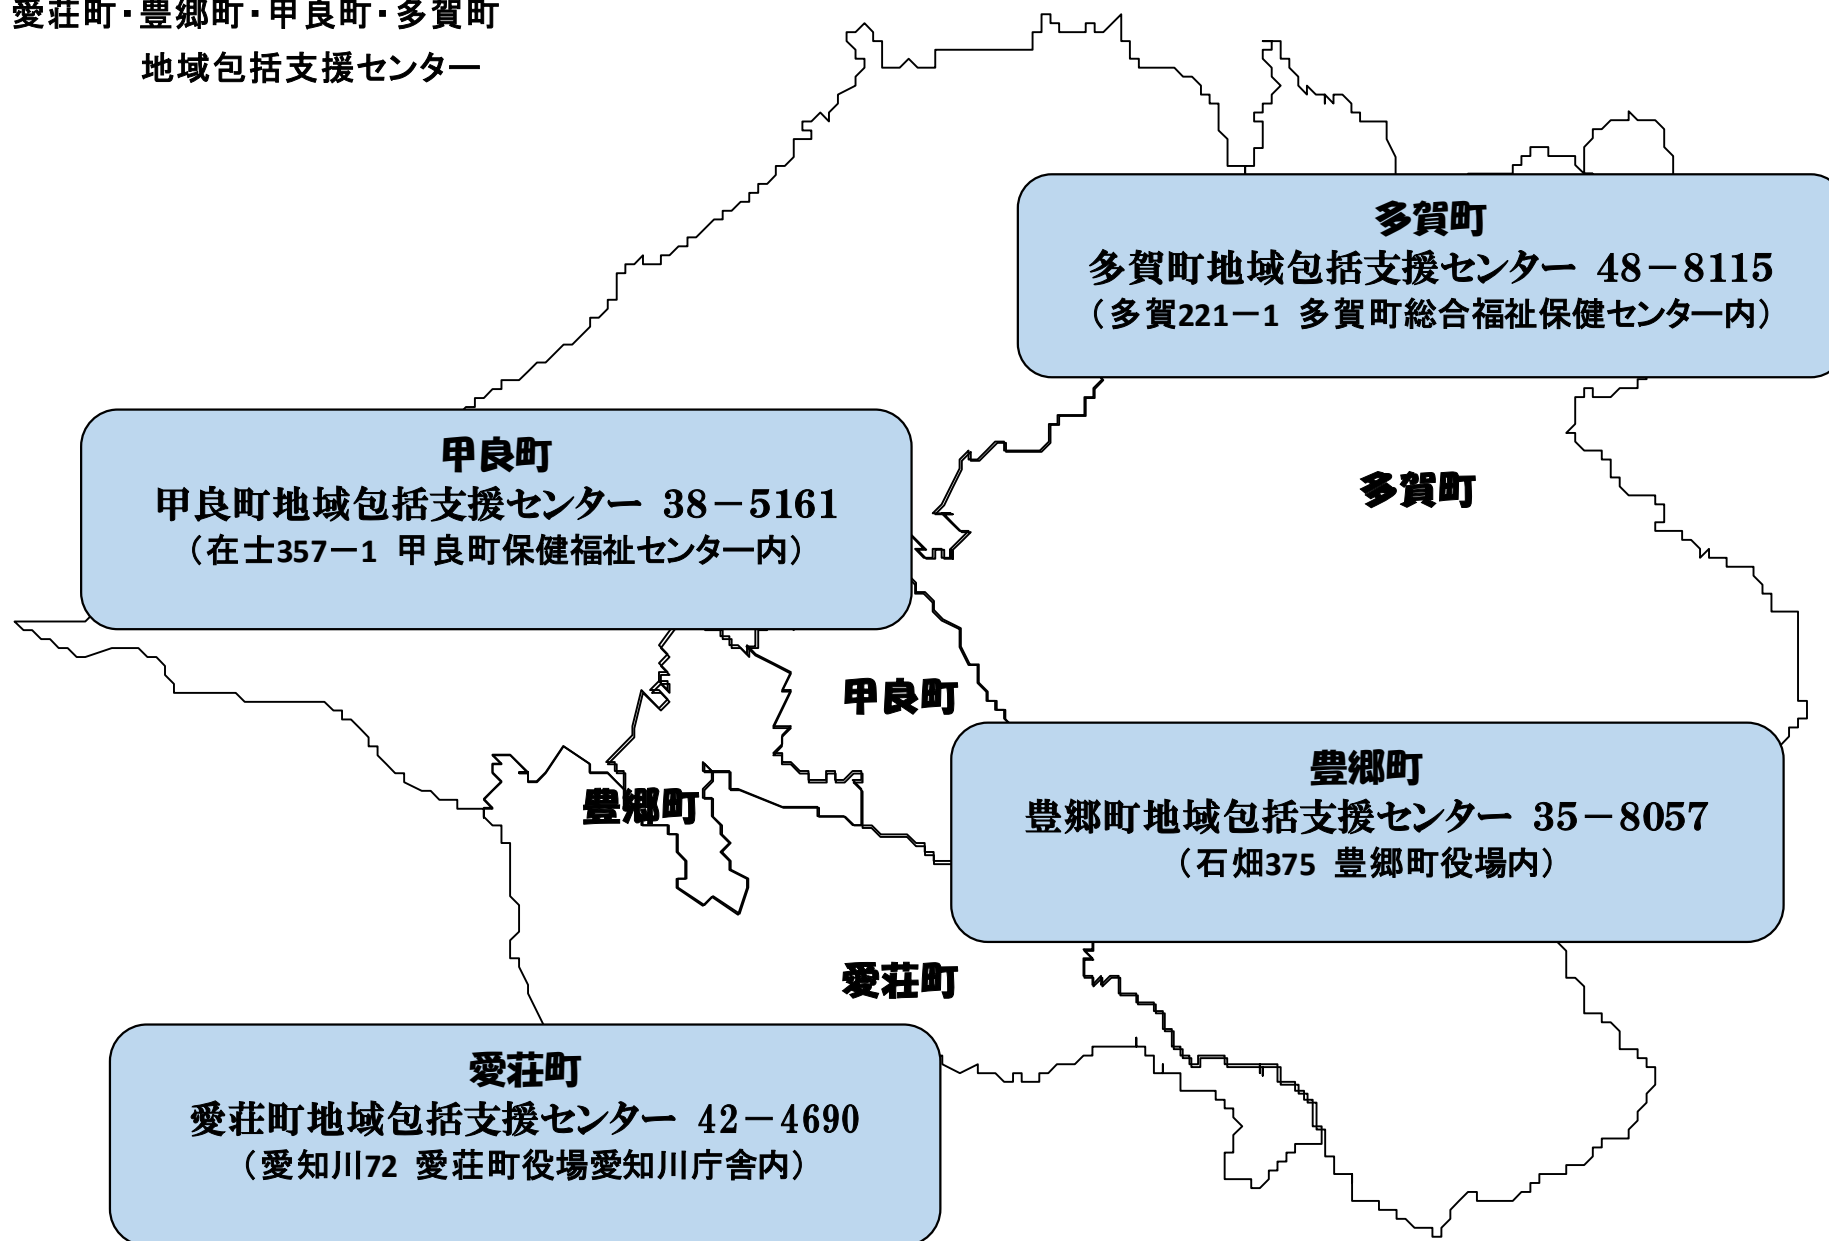 愛荘町・豊郷町・甲良町・多賀町
地域包括支援センター
多賀町
多賀町地域包括支援センター 48－8115
（多賀221－1 多賀町総合福祉保健センター内）
甲良町
甲良町地域包括支援センター 38－5161
（在士357－1 甲良町保健福祉センター内）
多賀町
甲良町
豊郷町
豊郷町
豊郷町地域包括支援センター 35－8057
（石畑375 豊郷町役場内）
愛荘町
愛荘町
愛荘町地域包括支援センター 42－4690
（愛知川72 愛荘町役場愛知川庁舎内）